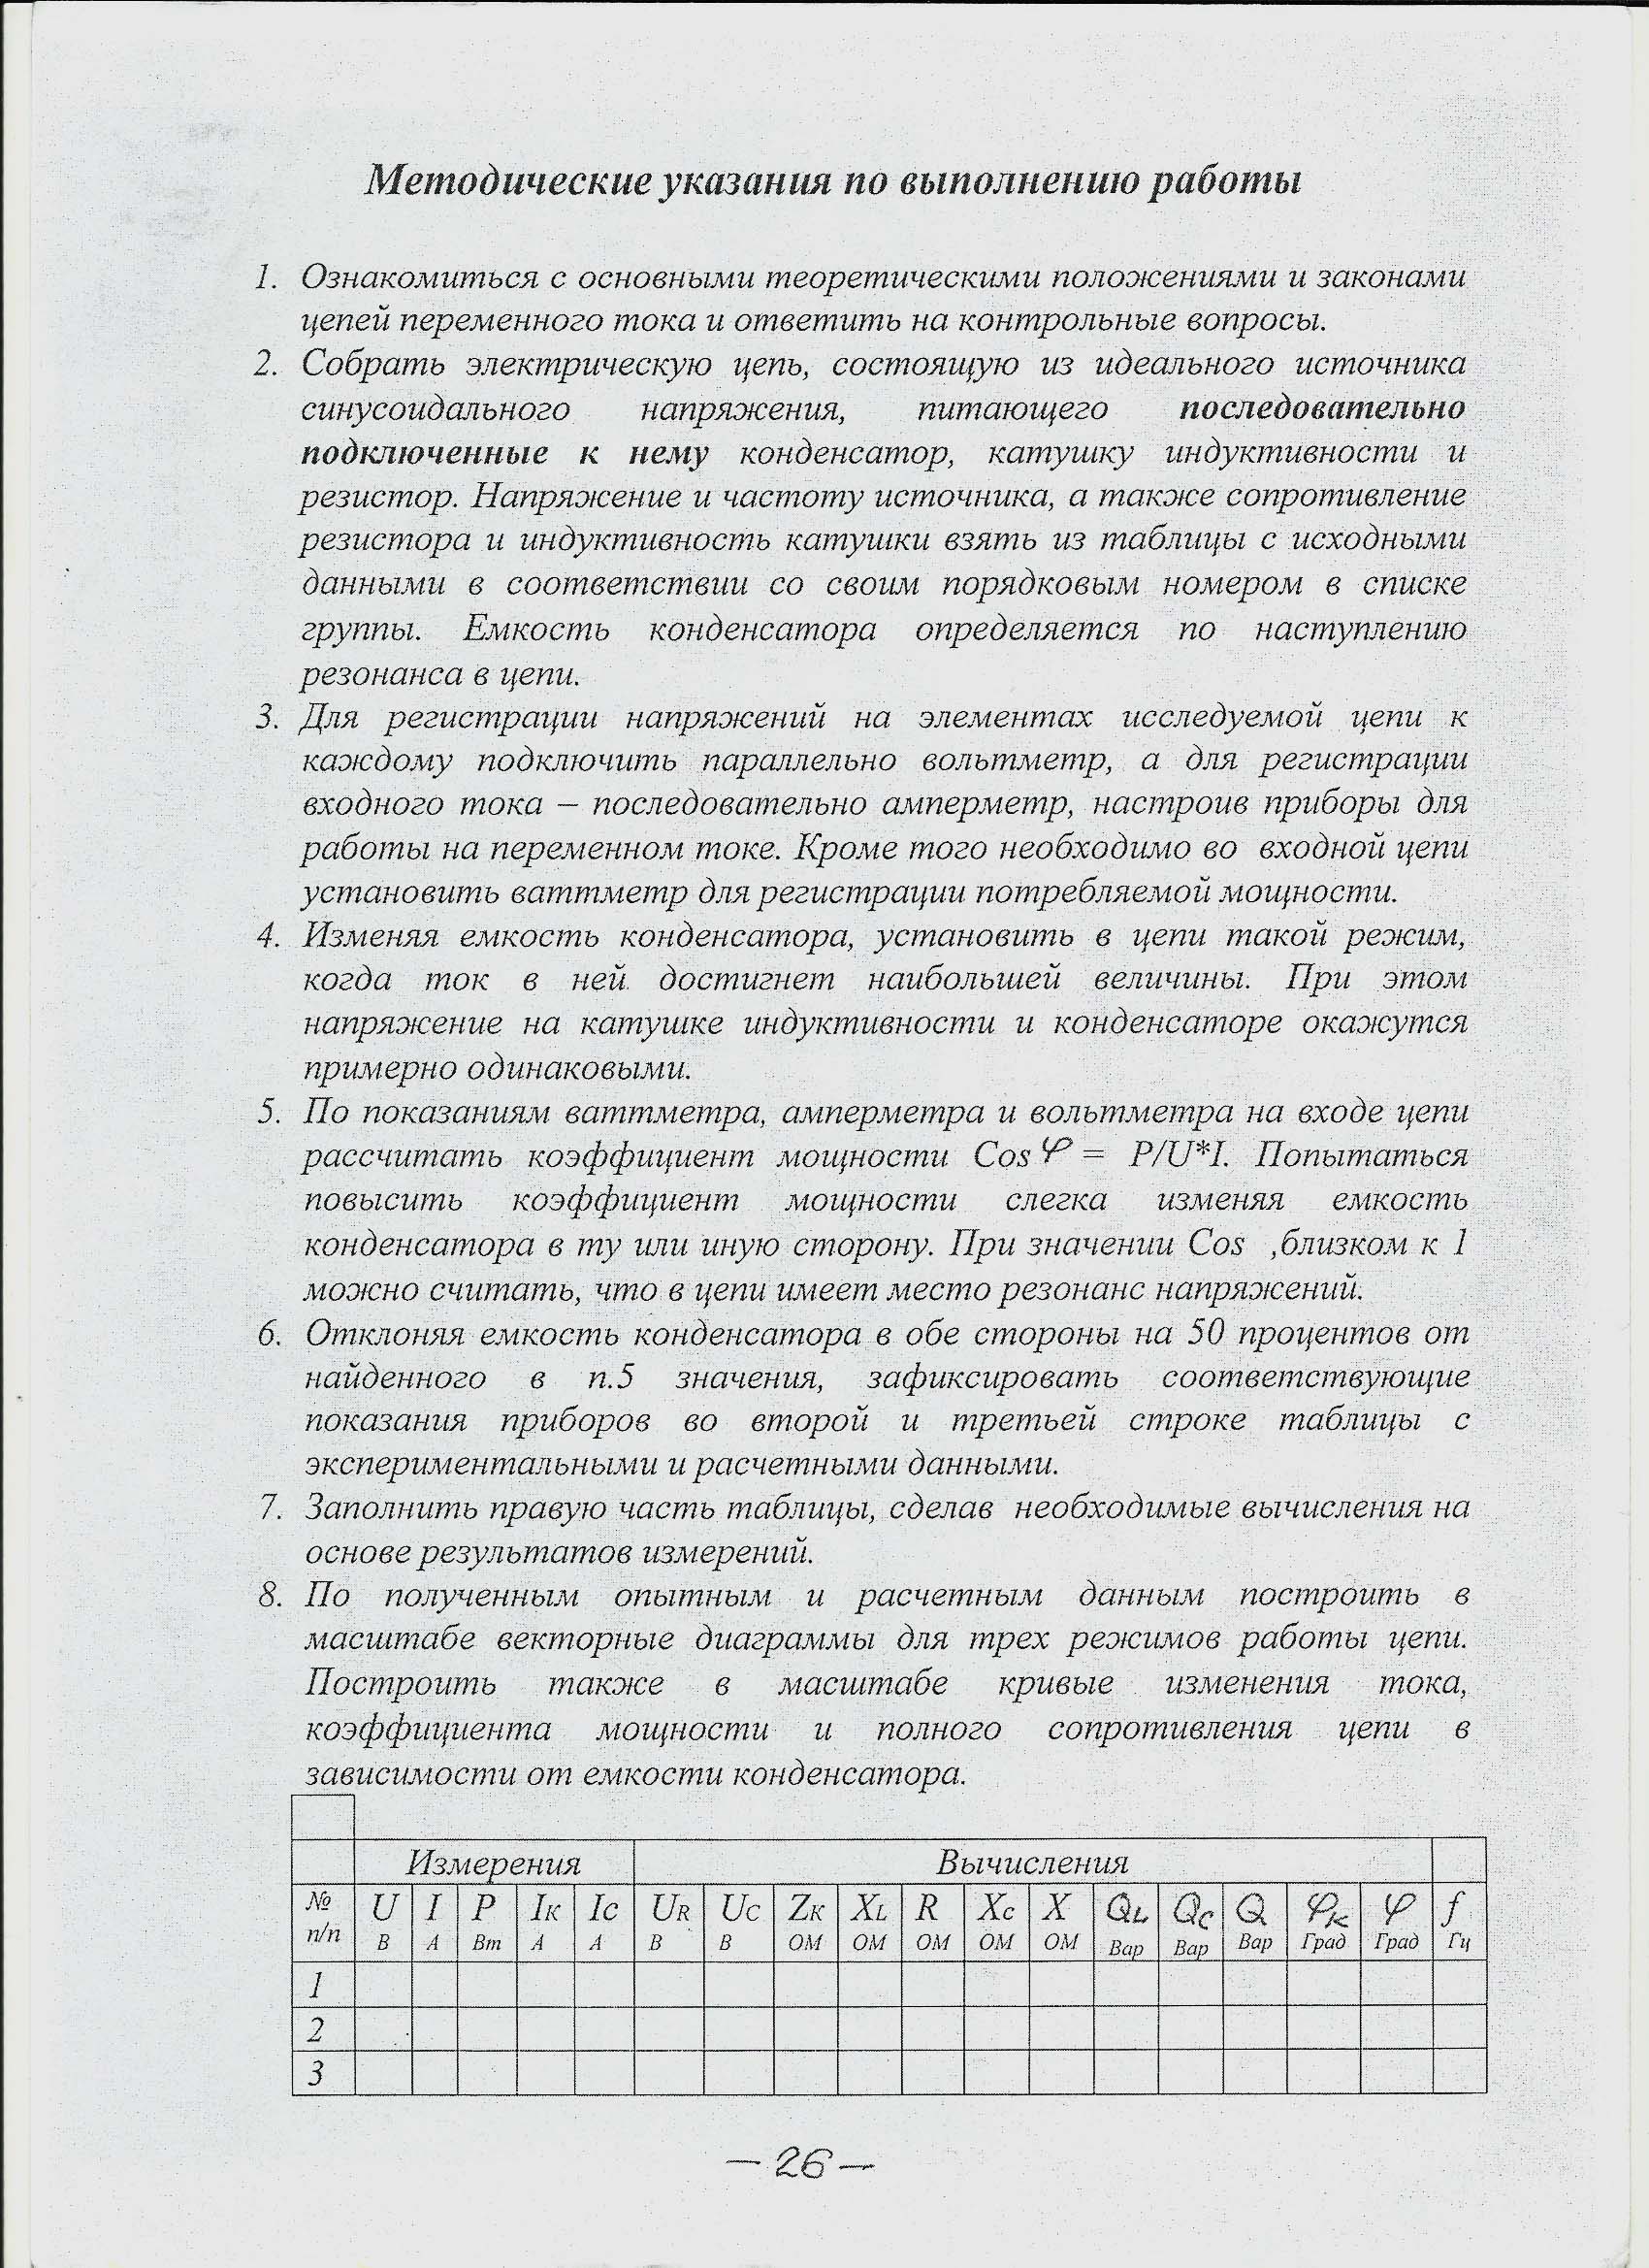 Методические указания по выполнению работы
1. Ознакомиться с основными теоретическими положениями и законами
цепей переменного тока и ответить на контрольные вопросы.
2. Собрать электрическую цепь, состоящую из идеального источника
синусоидального напряжения, питающего последовательно
подключенные к нему конденсатор, катушку индуктивности и
резистор. Напряжение и частоту источника, а также сопротивление
резистора и индуктивность катушки взять из таблицы с исходными
данными в соответствии со своим порядковым номером в списке
группы. Емкость конденсатора определяется по наступлению
резонанса в цепи.
3. Для регистрации напряжений на элементах исследуемой цепи к
каждому подключить параллельно вольтметр, а для регистрации
входного тока – последовательно амперметр, настроив приборы для
работы на переменном токе. Кроме того необходимо во входной цепи
установить ваттметр для регистрации потребляемой мощности.
4. Изменяя емкость конденсатора, установить в цепи такой режим,
когда ток в ней достигнет наибольшей величины. При этом
напряжение на катушке индуктивности и конденсаторе окажутся
примерно одинаковыми.
5. По показаниям ваттметра, амперметра и вольтметра на входе цепи
рассчитать коэффициент мощности Cos φ = P/U*I. Попытаться
повысить коэффициент мощности слегка изменяя емкость
конденсатора в ту или иную сторону. При значении Cos ,близком к 1
можно считать, что в цепи имеет место резонанс напряжений.
6. Отклоняя емкость конденсатора в обе стороны на 50 процентов от
найденного в п.5 значения, зафиксировать соответствующие
показания приборов во второй и третьей строке таблицы с
экспериментальными и расчетными данными.
7. Заполнить правую часть таблицы, сделав необходимые вычисления на
основе результатов измерений.
8. По полученным опытным и расчетным данным построить в
масштабе векторные диаграммы для трех режимов работы цепи.
Построить также в масштабе кривые изменения тока,
коэффициента мощности и полного сопротивления цепи в
зависимости от емкости конденсатора.
Измерения Вычисления
№ U I P IК IС UR UС ZК XL R Xс X QL Qс Q φк φ f
п/п В А Вт А А В В ОМ ОМ ОМ ОМ ОМ Вар Вар Вар Град Град Гц
1
2
3
– 26 –